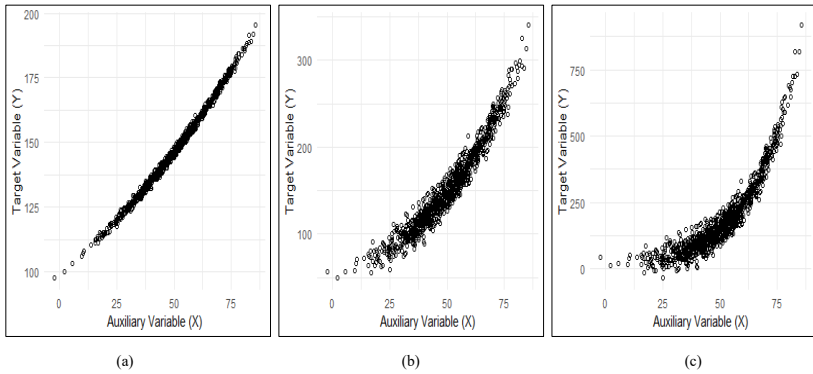 200
175
150
125
100
Target Variable (Y)
0 25 50 75
Auxiliary Variable (X)
(a)
300
200
100
Target Variable (Y)
0 25 50 75
Auxiliary Variable (X)
(b)
750
500
250
0
Target Variable (Y)
0 25 50 75
Auxiliary Variable (X)
(c)